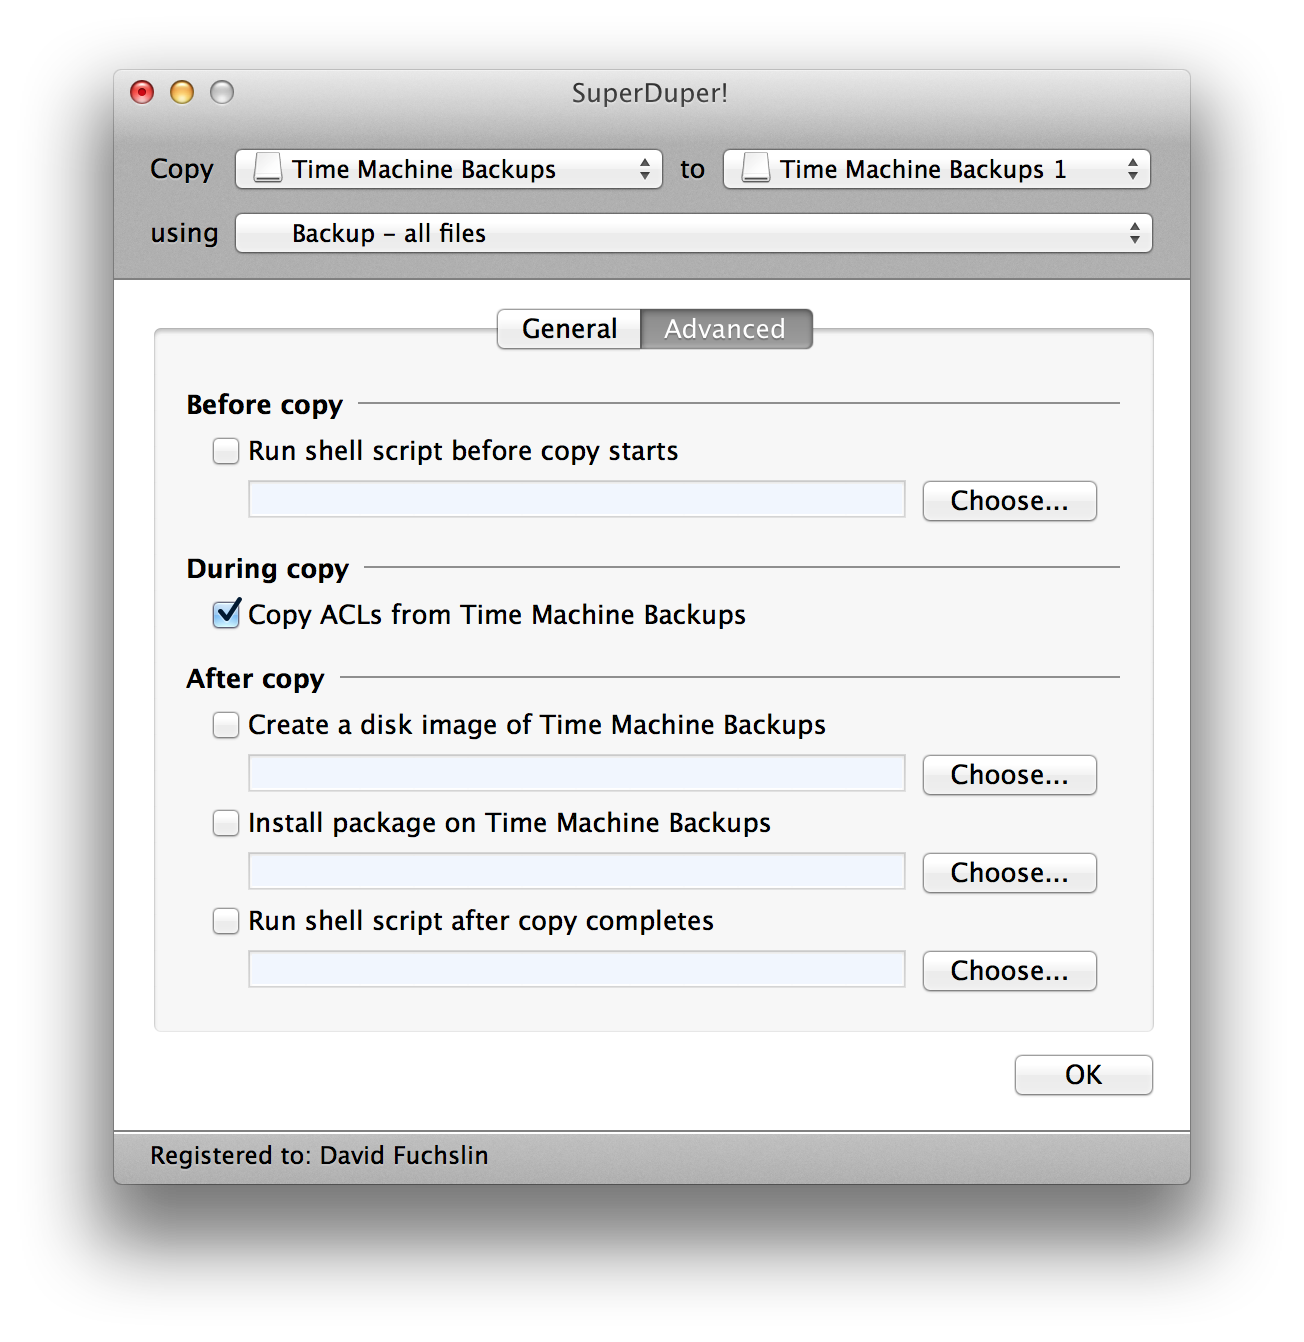 SuperDuper!
Copy Time Machine Backups to Time Machine Backups 1
using Backup – all files
General Advanced
Before copy
Run shell script before copy starts
Choose...
During copy
Copy ACLs from Time Machine Backups
After copy
Create a disk image of Time Machine Backups
Choose...
Install package on Time Machine Backups
Choose...
Run shell script after copy completes
Choose...
OK
Registered to: David Fuchslin